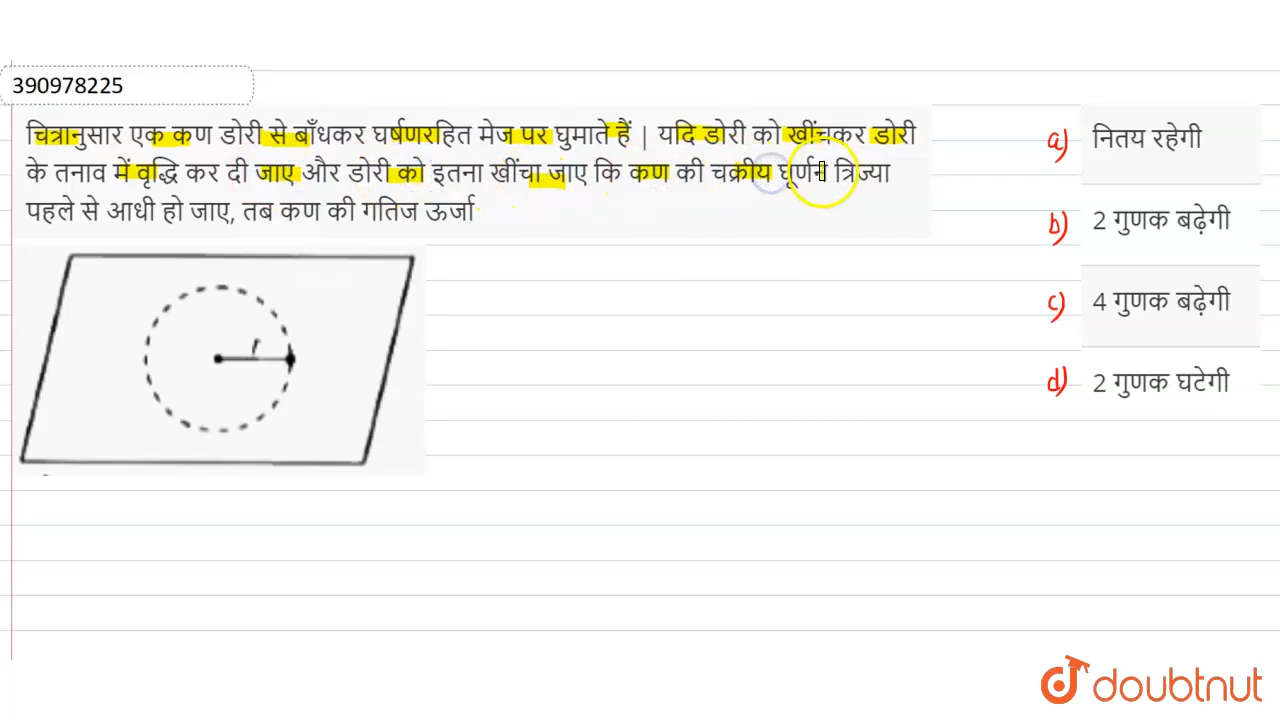 390978225
चित्रानुसार एक कण डोरी से बाँधकर घर्षणरहित मेज पर घुमाते हैं | यदि डोरी को खींचकर डोरी
के तनाव में वृद्धि कर दी जाए और डोरी को इतना खींचा जाए कि कण की चक्रीय घूर्णन त्रिज्या
पहले से आधी हो जाए, तब कण की गतिज ऊर्जा
a) नितय रहेगी
b) 2 गुणक बढ़ेगी
c) 4 गुणक बढ़ेगी
d) 2 गुणक घटेगी
r
doubtnut